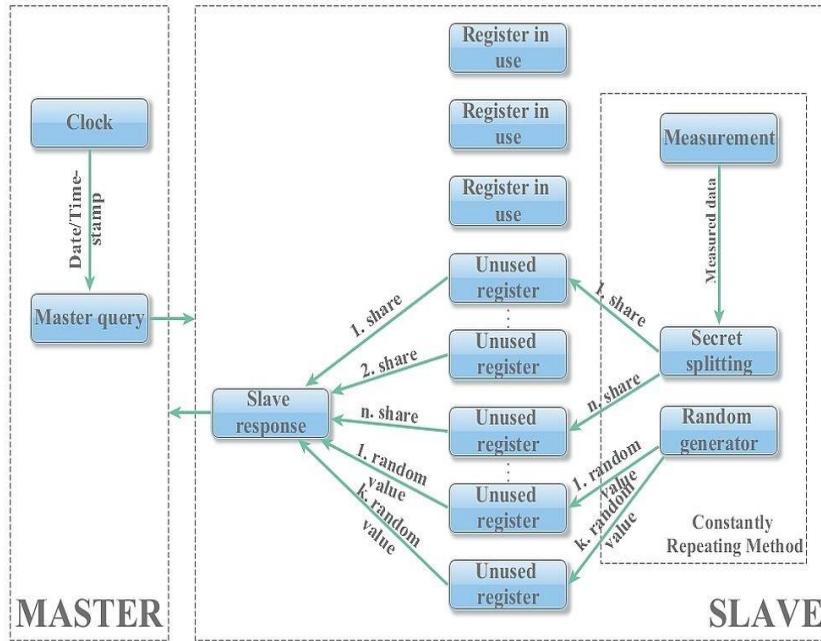 Register in
use
Clock
Register in
use
Measurement
Date/Time-
stamp
Register in
use
Measured data
Unused
register
1. share
1. share
Master query
2. share
Unused
register
Secret
splitting
n. share
n. share
Slave
response
Unused
register
Random
generator
1. random
value
1. random
value
Unused
register
k. random
value
k. random
value
Constantly
Repeating Method
Unused
register
MASTER
SLAVE